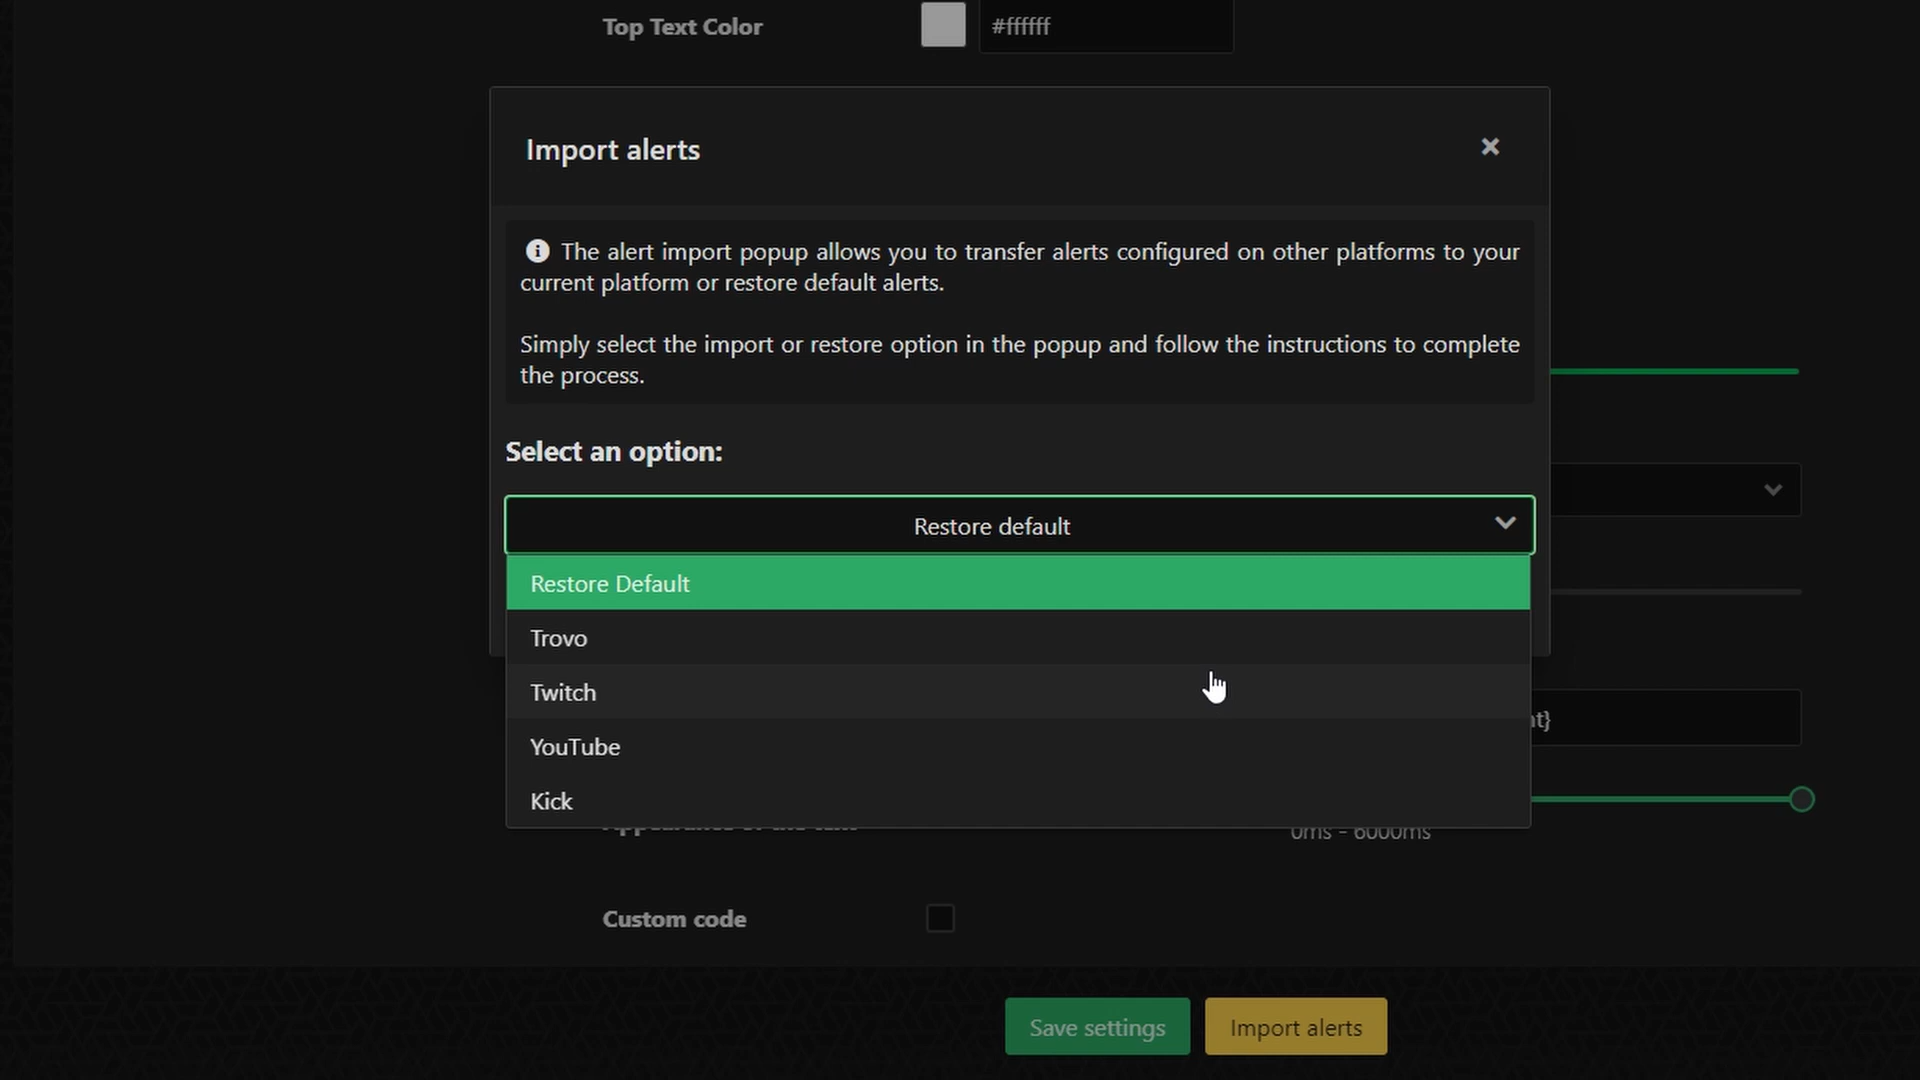 Top Text Color
#ffffff
Import alerts
The alert import popup allows you to transfer alerts configured on other platforms to your
current platform or restore default alerts.
Simply select the import or restore option in the popup and follow the instructions to complete
the process.
Select an option:
Restore default
Restore Default
Trovo
Twitch
YouTube
Kick
0ms - 6000ms
Custom code
Save settings
Import alerts